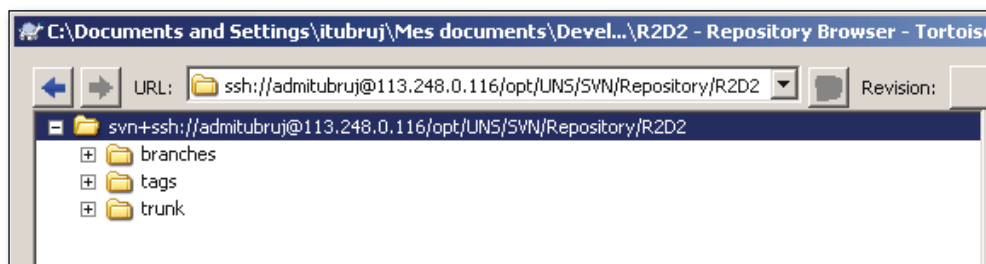 C:\Documents and Settings\itubruj\Mes documents\Devel...\R2D2 - Repository Browser - Tortoise
URL: ssh://admitubruj@113.248.0.116/opt/UNS/SVN/Repository/R2D2 Revision:
svn+ssh://admitubruj@113.248.0.116/opt/UNS/SVN/Repository/R2D2
branches
tags
trunk